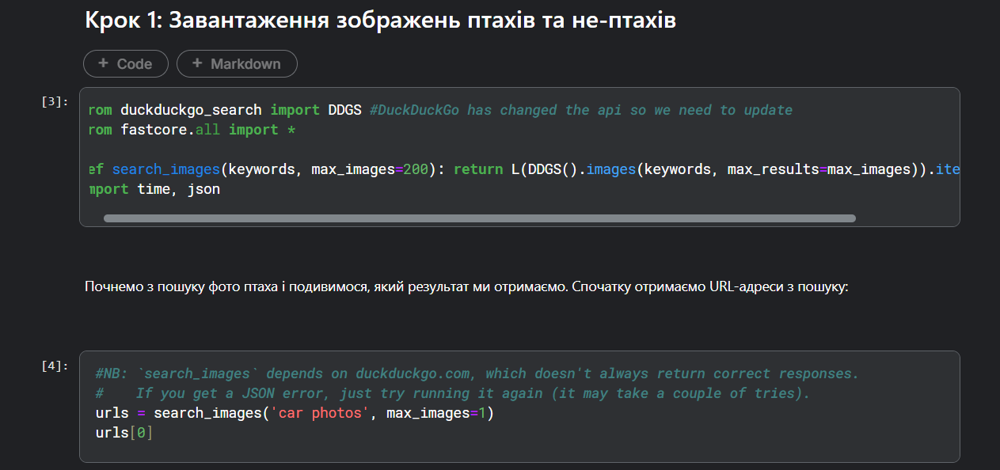 Крок 1: Завантаження зображень птахів та не-птахів
+ Code + Markdown
[3]:
rom duckduckgo_search import DDGS #DuckDuckGo has changed the api so we need to update
rom fastcore.all import *
ef search_images(keywords, max_images=200): return L(DDGS().images(keywords, max_results=max_images)).ite
mport time, json
Почнемо з пошуку фото птаха і подивимося, який результат ми отримаємо. Спочатку отримаємо URL-адреси з пошуку:
[4]:
#NB: `search_images` depends on duckduckgo.com, which doesn't always return correct responses.
#    If you get a JSON error, just try running it again (it may take a couple of tries).
urls = search_images('car photos', max_images=1)
urls[0]